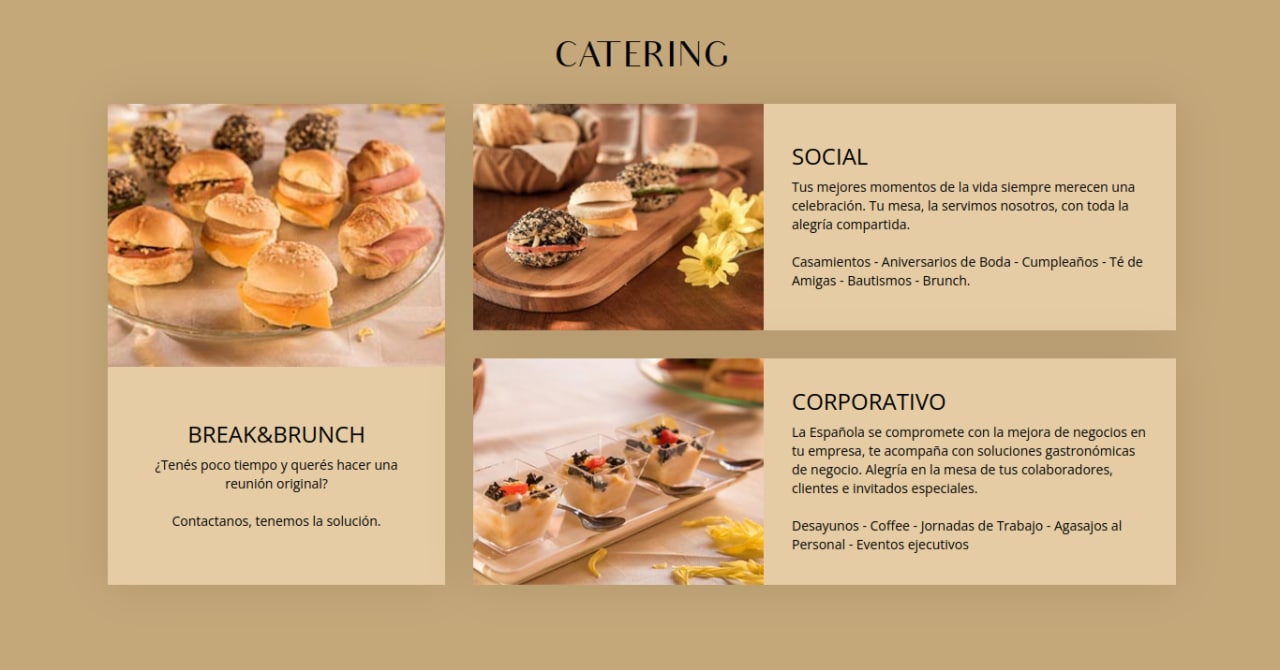 CATERING
BREAK&BRUNCH
¿Tenés poco tiempo y querés hacer una
reunión original?
Contactanos, tenemos la solución.
SOCIAL
Tus mejores momentos de la vida siempre merecen una
celebración. Tu mesa, la servimos nosotros, con toda la
alegría compartida.
Casamientos - Aniversarios de Boda - Cumpleaños - Té de
Amigas - Bautismos - Brunch.
CORPORATIVO
La Española se compromete con la mejora de negocios en
tu empresa, te acompaña con soluciones gastronómicas
de negocio. Alegría en la mesa de tus colaboradores,
clientes e invitados especiales.
Desayunos - Coffee - Jornadas de Trabajo - Agasajos al
Personal - Eventos ejecutivos